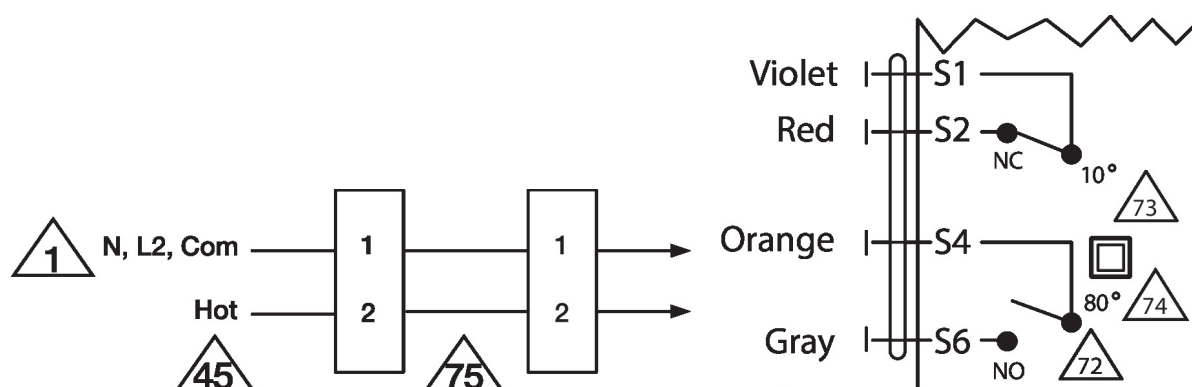 Violet S1
Red S2
NC
10°
73
1 N, L2, Com 1 1
Orange S4
Hot 2 2
80°
74
Gray S6
NO
72
45 75